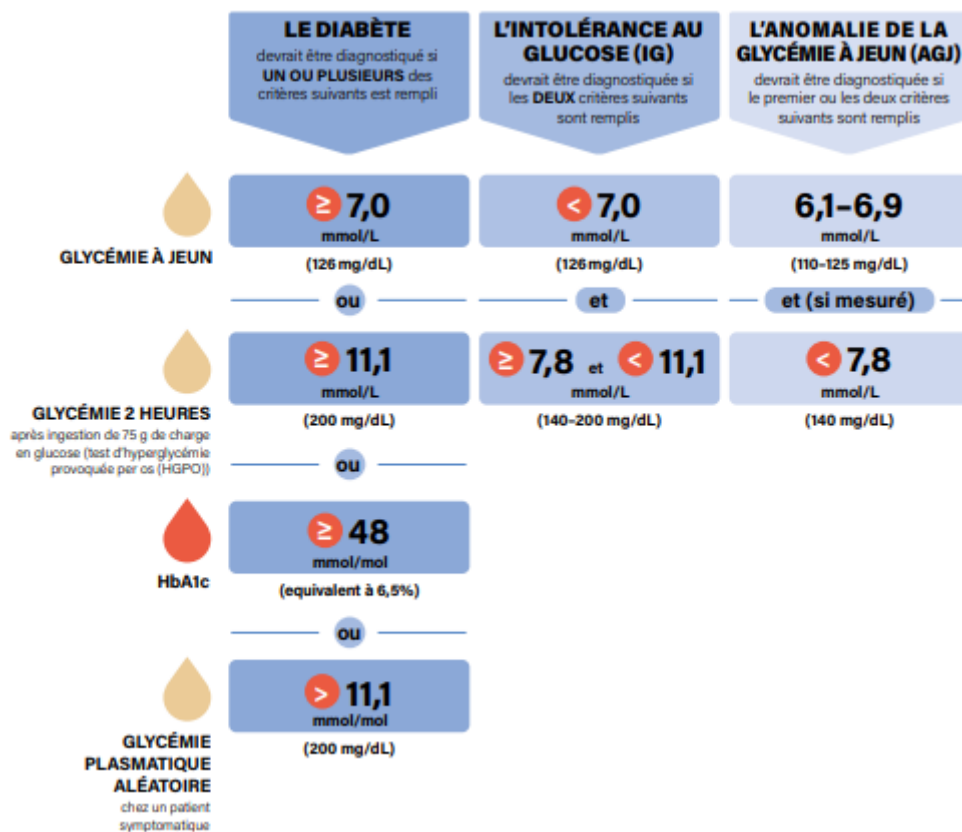 LE DIABÈTE
devrait être diagnostiqué si
UN OU PLUSIEURS des
critères suivants est rempli
L'INTOLÉRANCE AU
GLUCOSE (IG)
devrait être diagnostiquée si
les DEUX critères suivants
sont remplis
L'ANOMALIE DE LA
GLYCÉMIE À JEUN (AGJ)
devrait être diagnostiquée si
le premier ou les deux critères
suivants sont remplis
GLYCÉMIE À JEUN
≥ 7,0
mmol/L
(126 mg/dL)
< 7,0
mmol/L
(126 mg/dL)
6,1–6,9
mmol/L
(110–125 mg/dL)
ou
et
et (si mesuré)
GLYCÉMIE 2 HEURES
après ingestion de 75 g de charge
en glucose (test d'hyperglycémie
provoquée per os (HGPO))
≥ 11,1
mmol/L
(200 mg/dL)
≥ 7,8 et < 11,1
mmol/L
(140–200 mg/dL)
< 7,8
mmol/L
(140 mg/dL)
ou
HbA1c
≥ 48
mmol/mol
(equivalent à 6,5%)
ou
GLYCÉMIE
PLASMATIQUE
ALÉATOIRE
chez un patient
symptomatique
> 11,1
mmol/mol
(200 mg/dL)